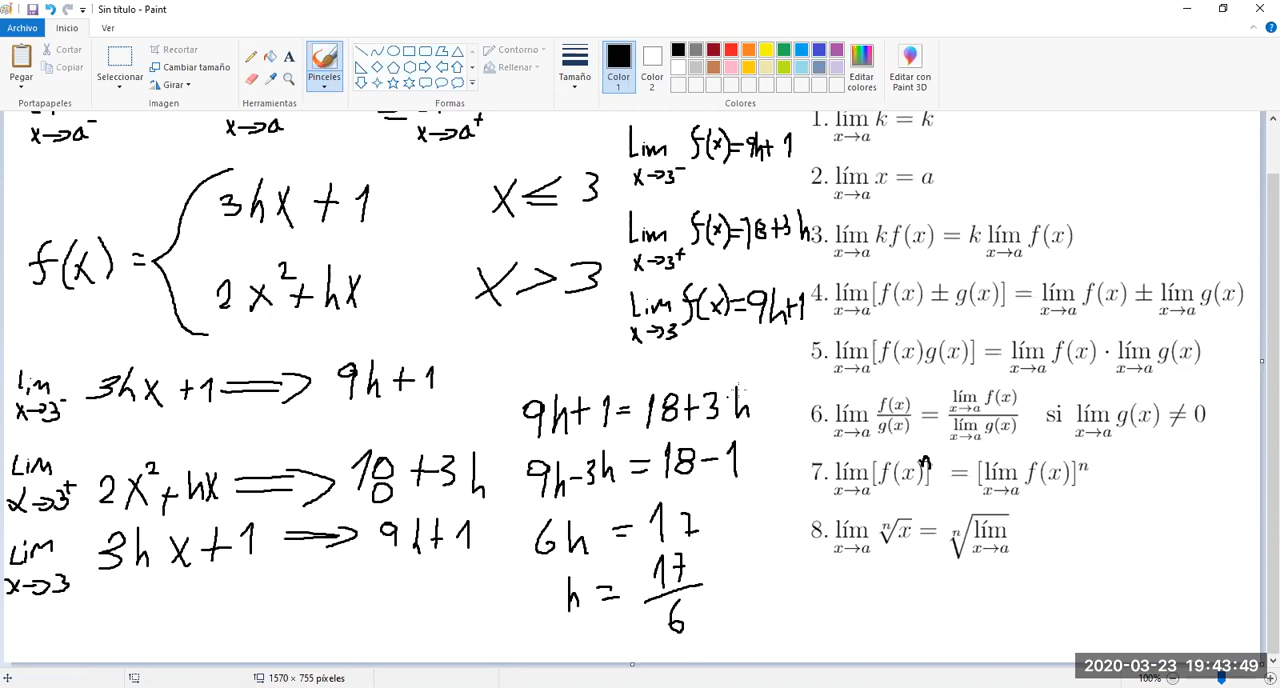 Sin título - Paint
Archivo Inicio Ver
Pegar
Cortar
Copiar
Portapapeles
Seleccionar
Recortar
Cambiar tamaño
Girar
Imagen
A
Herramientas
Pinceles
Contorno
Rellenar
Formas
Tamaño
Color 1
Color 2
Editar colores
Editar con Paint 3D
Colores
x→a⁻ x→a = x→a⁺
f(x) = { 3hx + 1 x ≤ 3
2x² + hx x > 3
Lim x→3⁻ 3hx + 1 ⟹ 9h + 1
Lim x→3⁺ 2x² + hx ⟹ 18 + 3h
Lim x→3 3hx + 1 ⟹ 9h + 1
Lim x→3⁻ f(x) = 9h + 1
Lim x→3⁺ f(x) = 18 + 3h
Lim x→3 f(x) = 9h + 1
9h + 1 = 18 + 3h
9h - 3h = 18 - 1
6h = 17
h = 17/6
1. lím x→a k = k
2. lím x→a x = a
3. lím x→a kf(x) = k lím x→a f(x)
4. lím x→a [f(x) ± g(x)] = lím x→a f(x) ± lím x→a g(x)
5. lím x→a [f(x)g(x)] = lím x→a f(x) · lím x→a g(x)
6. lím x→a f(x)/g(x) = lím x→a f(x) / lím x→a g(x) si lím x→a g(x) ≠ 0
7. lím x→a [f(x)ⁿ] = [lím x→a f(x)]ⁿ
8. lím x→a ⁿ√x = ⁿ√lím x→a
1570 × 755 píxeles
100%
2020-03-23 19:43:49